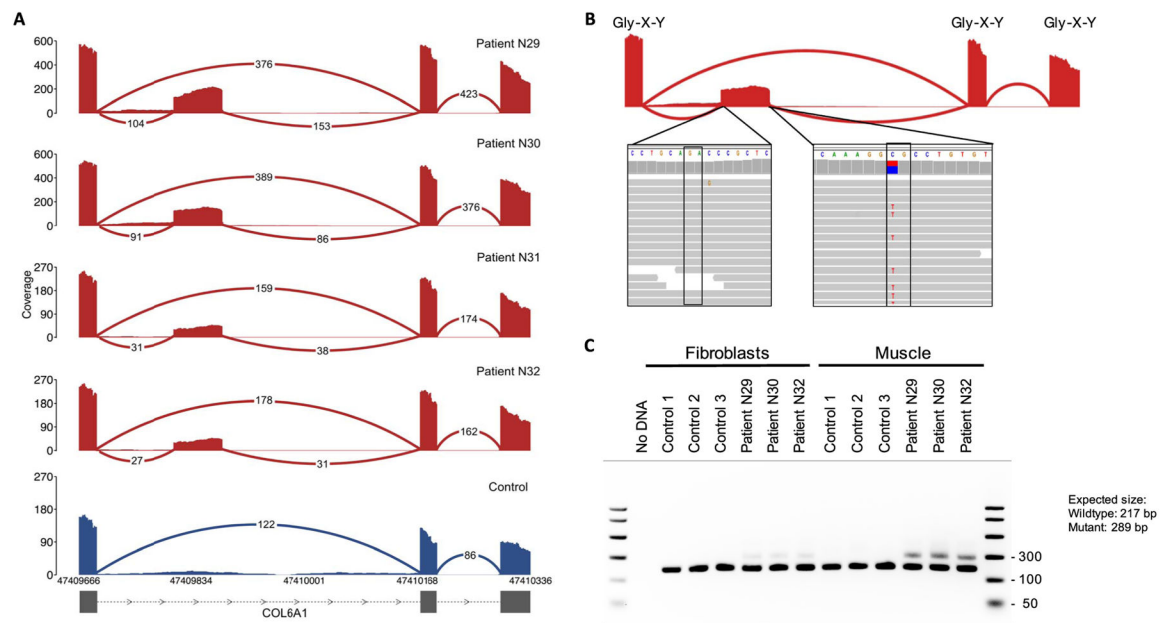 A
Patient N29
600
400
200
0
376
104
153
423
Patient N30
600
400
200
0
389
91
86
376
Patient N31
270
180
90
0
159
31
38
174
Patient N32
270
180
90
0
178
27
31
162
Control
270
180
90
0
122
86
Coverage
47409666 47409834 47410001 47410168 47410336
COL6A1
B
Gly-X-Y Gly-X-Y Gly-X-Y
C C T G C A G A C C C G C T C
C A A A G G C G C C T G T G T
T
T
T
T
T
T
C
Fibroblasts Muscle
No DNA
Control 1
Control 2
Control 3
Patient N29
Patient N30
Patient N32
Control 1
Control 2
Control 3
Patient N29
Patient N30
Patient N32
- 300
- 100
- 50
Expected size:
Wildtype: 217 bp
Mutant: 289 bp